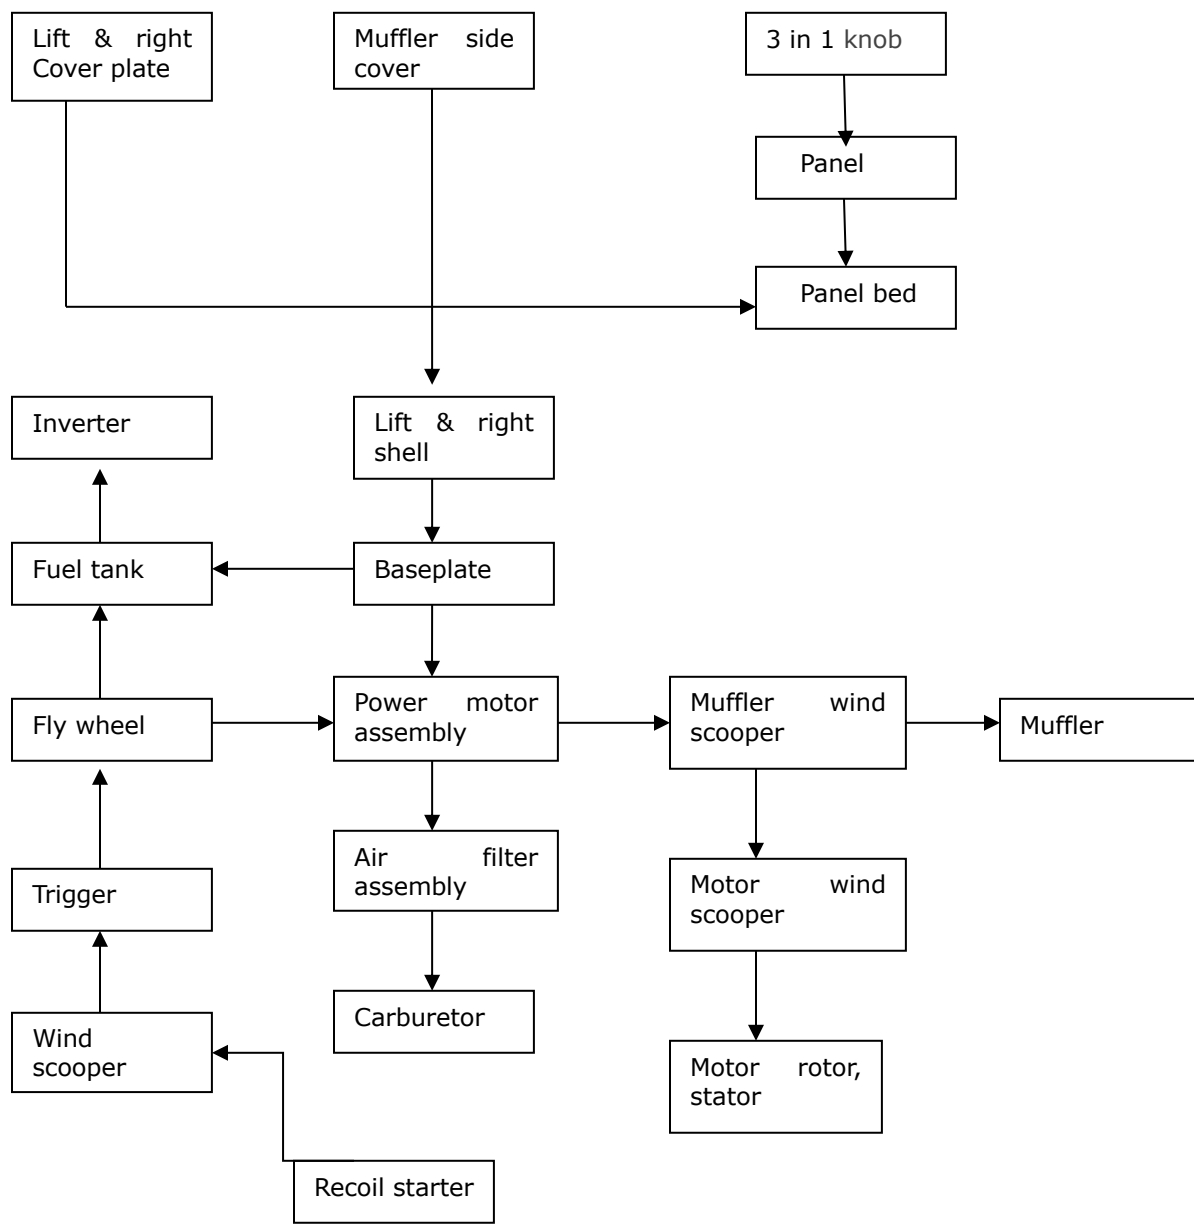 Lift & right
Cover plate
Muffler side
cover
3 in 1 knob
Panel
Panel bed
Inverter
Lift & right
shell
Fuel tank
Baseplate
Fly wheel
Power motor
assembly
Muffler wind
scooper
Muffler
Trigger
Air filter
assembly
Motor wind
scooper
Wind
scooper
Carburetor
Motor rotor,
stator
Recoil starter